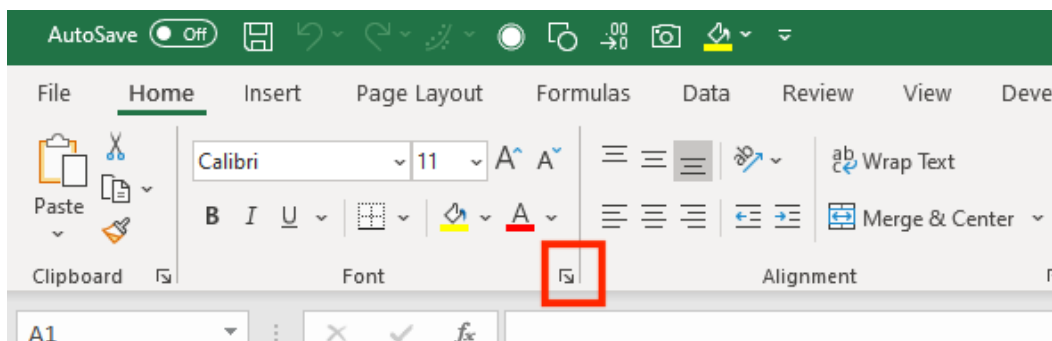 AutoSave Off
File Home Insert Page Layout Formulas Data Review View Deve
Calibri 11 A A ab Wrap Text
Paste B I U A Merge & Center
Clipboard Font Alignment
A1 fx